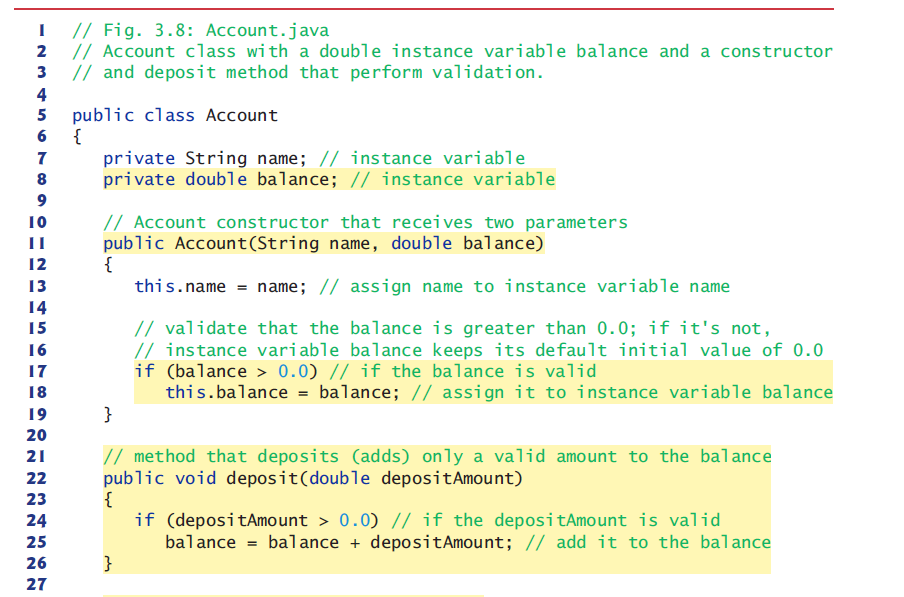 1 // Fig. 3.8: Account.java
2 // Account class with a double instance variable balance and a constructor
3 // and deposit method that perform validation.
4
5 public class Account
6 {
7 private String name; // instance variable
8 private double balance; // instance variable
9
10 // Account constructor that receives two parameters
11 public Account(String name, double balance)
12 {
13 this.name = name; // assign name to instance variable name
14
15 // validate that the balance is greater than 0.0; if it's not,
16 // instance variable balance keeps its default initial value of 0.0
17 if (balance > 0.0) // if the balance is valid
18 this.balance = balance; // assign it to instance variable balance
19 }
20
21 // method that deposits (adds) only a valid amount to the balance
22 public void deposit(double depositAmount)
23 {
24 if (depositAmount > 0.0) // if the depositAmount is valid
25 balance = balance + depositAmount; // add it to the balance
26 }
27